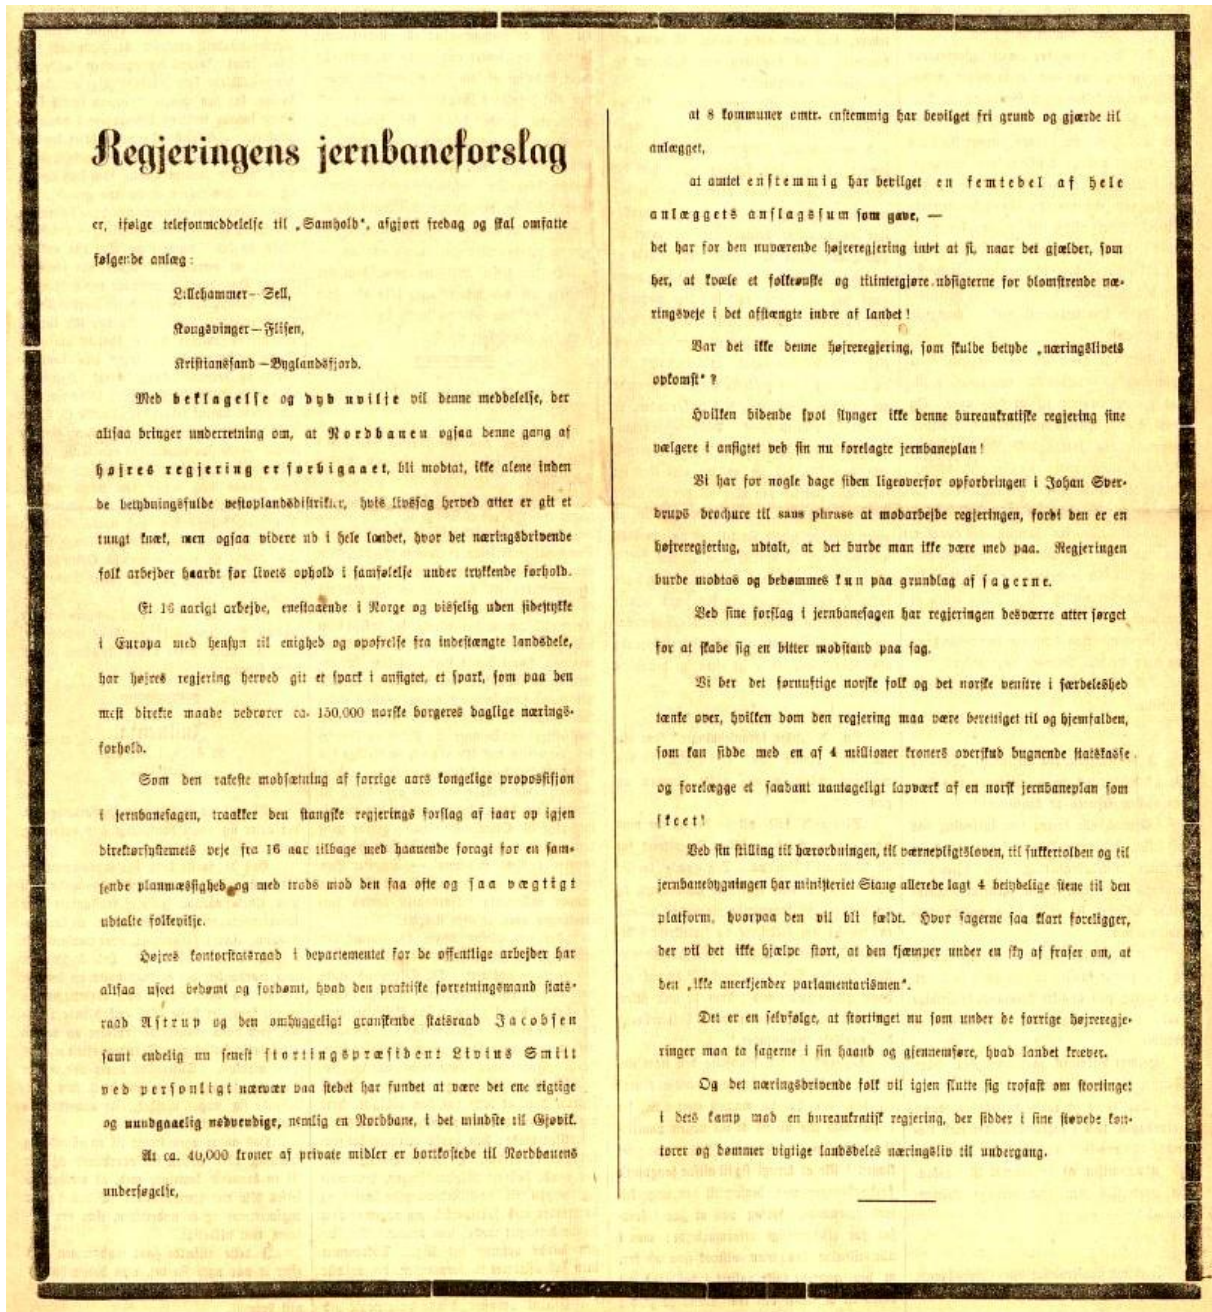 Regjeringens jernbaneforslag
er, ifølge telefonmeddelelse til „Samhold“, afgjort fredag og skal omfatte
følgende anlæg:
Lillehammer—Sell,
Kongsvinger—Flisen,
Kristianssand—Byglandsfjord.
Med beklagelse og dyb uvilje vil denne meddelelse, der
altsaa bringer underretning om, at Nordbanen ogsaa denne gang af
højres regjering er forbigaaet, bli modtat, ikke alene inden
de betydningsfulde vestoplandsdistrikter, hvis livssag herved atter er git et
tungt knæk, men ogsaa videre ud i hele landet, hvor det næringsdrivende
folk arbejder haardt for livets ophold i samfølelse under trykkende forhold.
Et 16 aarigt arbejde, enestaaende i Norge og visselig uden sidestykke
i Europa med hensyn til enighed og opofrelse fra indestængte landsdele,
har højres regjering herved git et spark i ansigtet, et spark, som paa den
mest direkte maade vedrører ca. 150,000 norske borgeres daglige nærings-
forhold.
Som den rakeste modsætning af forrige aars kongelige propossisjon
i jernbanesagen, traakker den stangske regjerings forslag af iaar op igjen
direktørsystemets veje fra 16 aar tilbage med haanende foragt for en sam-
lende planmæssighed og med trods mod den saa ofte og saa vægtigt
udtalte folkevilje.
Højres kontorstatsraad i departementet for de offentlige arbejder har
altsaa uset bedømt og fordømt, hvad den praktiske forretningsmand stats-
raad Astrup og den omhyggeligt granskende statsraad Jacobsen
samt endelig nu senest stortingspræsident Livius Smitt
ved personligt nærvær paa stedet har fundet at være det ene rigtige
og uundgaaelig nødvendige, nemlig en Nordbane, i det mindste til Gjøvik.
At ca. 40,000 kroner af private midler er bortkostede til Nordbanens
undersøgelse,
at 8 kommuner omtr. enstemmig har bevilget fri grund og gjærde til
anlægget,
at amtet enstemmig har bevilget en femtedel af hele
anlæggets anslagssum som gave, —
det har for den nuværende højreregjering intet at si, naar det gjælder, som
her, at kvæle et folkeønske og tilintetgjøre udsigterne for blomstrende næ-
ringsveje i det afstængte indre af landet!
Var det ikke denne højreregjering, som skulde betyde „næringslivets
opkomst“?
Hvilken bidende spot slynger ikke denne bureaukratiske regjering sine
vælgere i ansigtet ved sin nu forelagte jernbaneplan!
Vi har for nogle dage siden ligeoverfor opfordringen i Johan Sver-
drups brochure til sans phrase at modarbejde regjeringen, fordi den er en
højreregjering, udtalt, at det burde man ikke være med paa. Regjeringen
burde modtas og bedømmes kun paa grundlag af sagerne.
Ved sine forslag i jernbanesagen har regjeringen desværre atter sørget
for at skabe sig en bitter modstand paa sag.
Vi ber det fornuftige norske folk og det norske venstre i særdeleshed
tænke over, hvilken dom den regjering maa være berettiget til og hjemfalden,
som kan sidde med en af 4 millioner kroners overskud bugnende statskasse
og forelægge et saadant uantageligt lapværk af en norsk jernbaneplan som
skeet!
Ved sin stilling til hærordningen, til værnepligtsloven, til sukkertolden og til
jernbanebygningen har ministeriet Stang allerede lagt 4 betydelige stene til den
platform, hvorpaa den vil bli fældt. Hvor sagerne saa klart foreligger,
der vil det ikke hjælpe stort, at den kjæmper under en sky af fraser om, at
den „ikke anerkjender parlamentarismen“.
Det er en selvfølge, at stortinget nu som under de forrige højreregje-
ringer maa ta sagerne i sin haand og gjennemføre, hvad landet kræver.
Og det næringsdrivende folk vil igjen slutte sig trofast om stortinget
i dets kamp mod en bureaukratisk regjering, der sidder i sine støvede kon-
torer og dømmer vigtige landsdeles næringsliv til undergang.